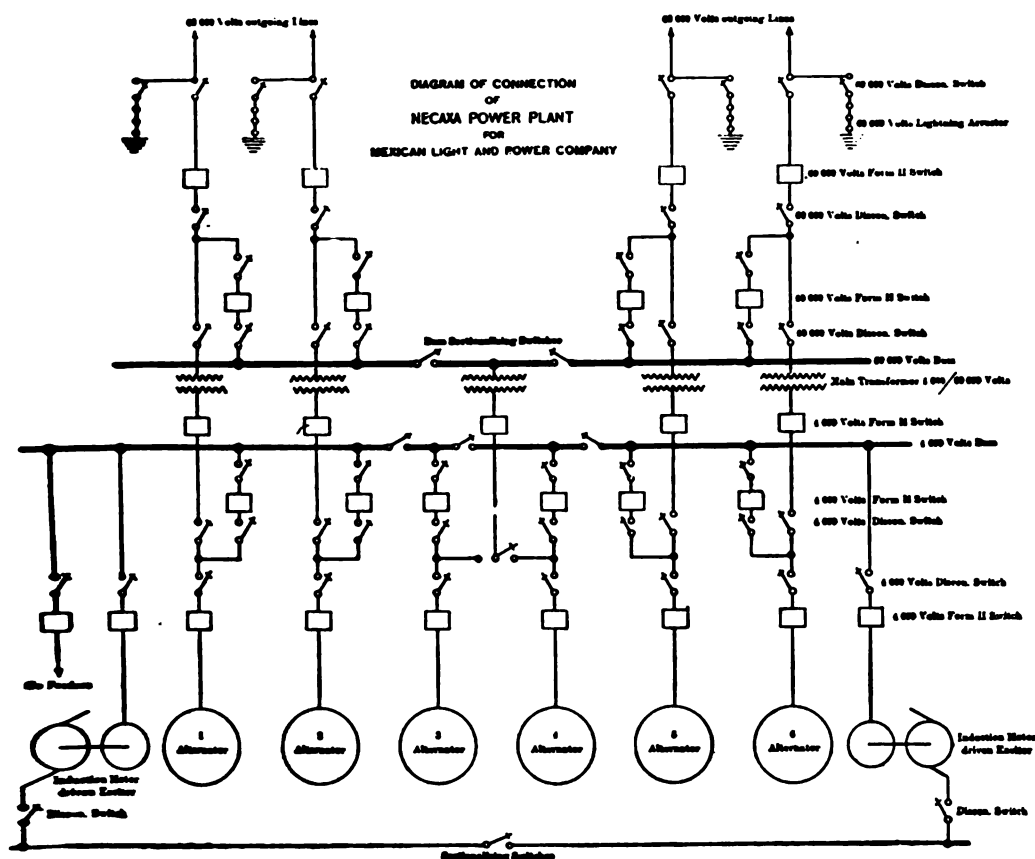 60 000 Volts outgoing Lines
60 000 Volts outgoing Lines
DIAGRAM OF CONNECTION
OF
NECAXA POWER PLANT
FOR
MEXICAN LIGHT AND POWER COMPANY
60 000 Volts Discon. Switch
60 000 Volts Lightning Arrester
60 000 Volts Form H Switch
60 000 Volts Discon. Switch
60 000 Volts Form H Switch
60 000 Volts Discon. Switch
Bus Sectionalizing Switches
60 000 Volts Buss
Main Transformer 4 000/60 000 Volts
4 000 Volts Form H Switch
4 000 Volts Buss
4 000 Volts Form H Switch
4 000 Volts Discon. Switch
4 000 Volts Discon. Switch
4 000 Volts Form H Switch
Feeders
1
Alternator
2
Alternator
3
Alternator
4
Alternator
5
Alternator
6
Alternator
Induction Motor
driven Exciter
Induction Motor
driven Exciter
Discon. Switch
Discon. Switch
Sectionalizing Switches